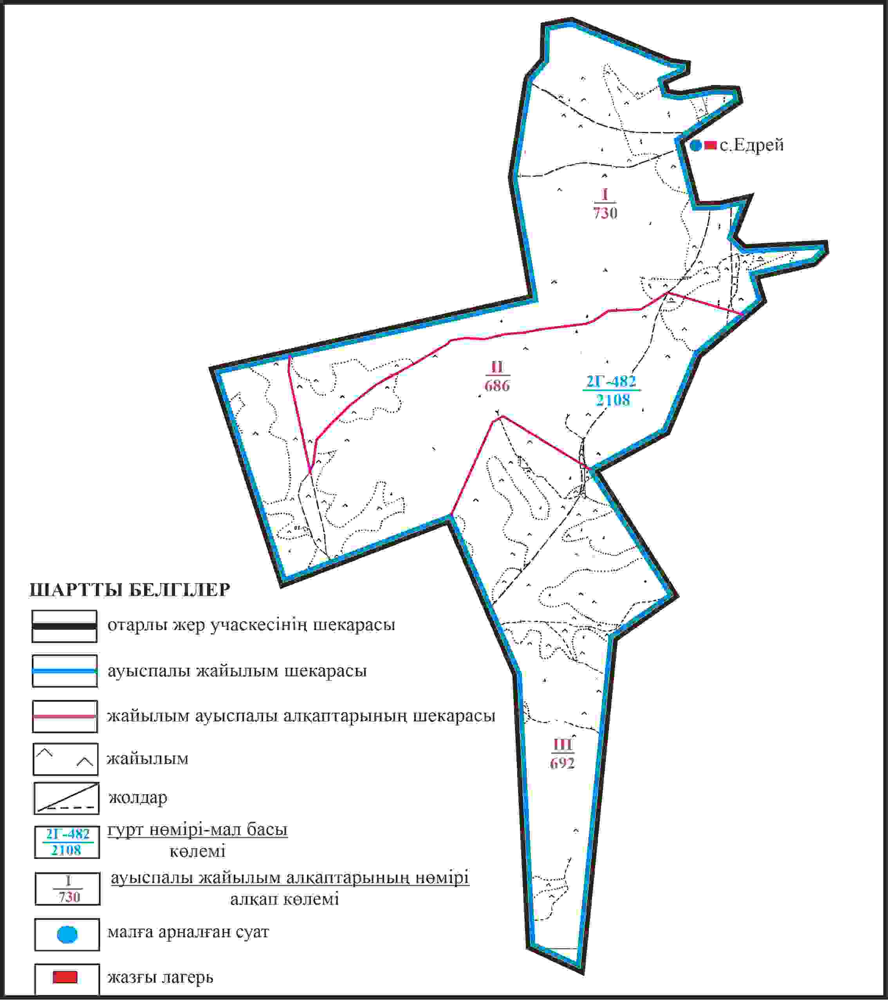 с.Едрей
I
730
II
686
2Г-482
2108
III
692
ШАРТТЫ БЕЛГІЛЕР
отарлы жер учаскесінің шекарасы
ауыспалы жайылым шекарасы
жайылым ауыспалы алқаптарының шекарасы
жайылым
жолдар
2Г-482
2108
гурт нөмірі-мал басы
көлемі
I
730
ауыспалы жайылым алқаптарының нөмірі
алқап көлемі
малға арналған суат
жазғы лагерь